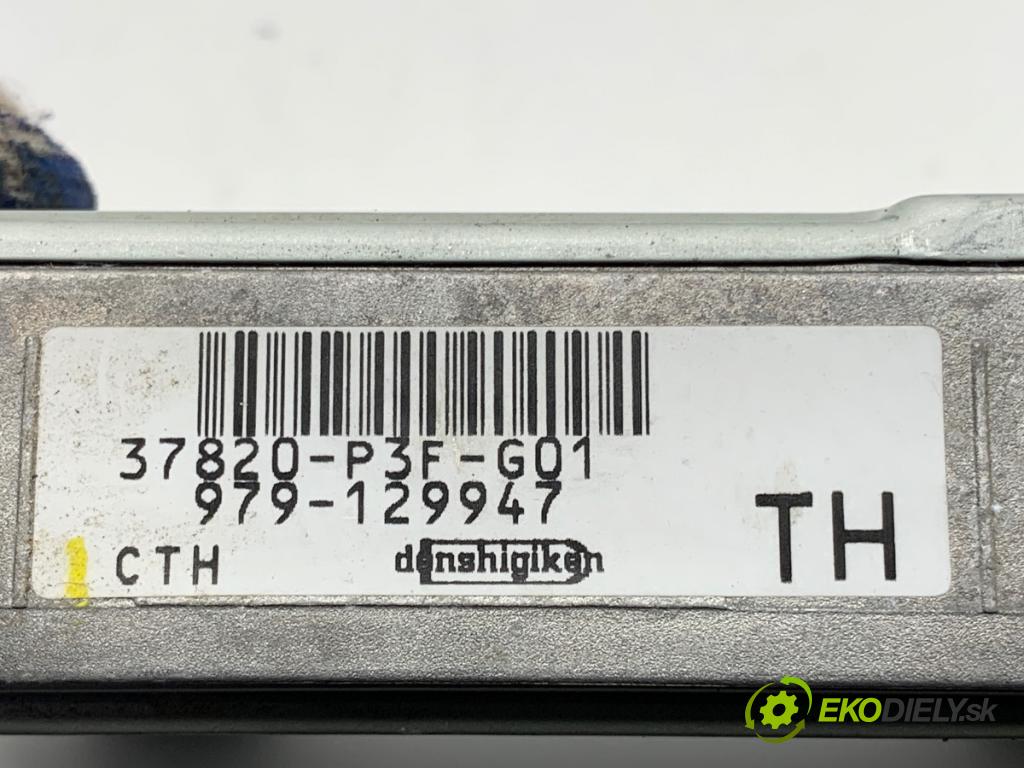 37820-P3F-G01
979-129947
CTH denshigiken TH
EKODIELY.sk